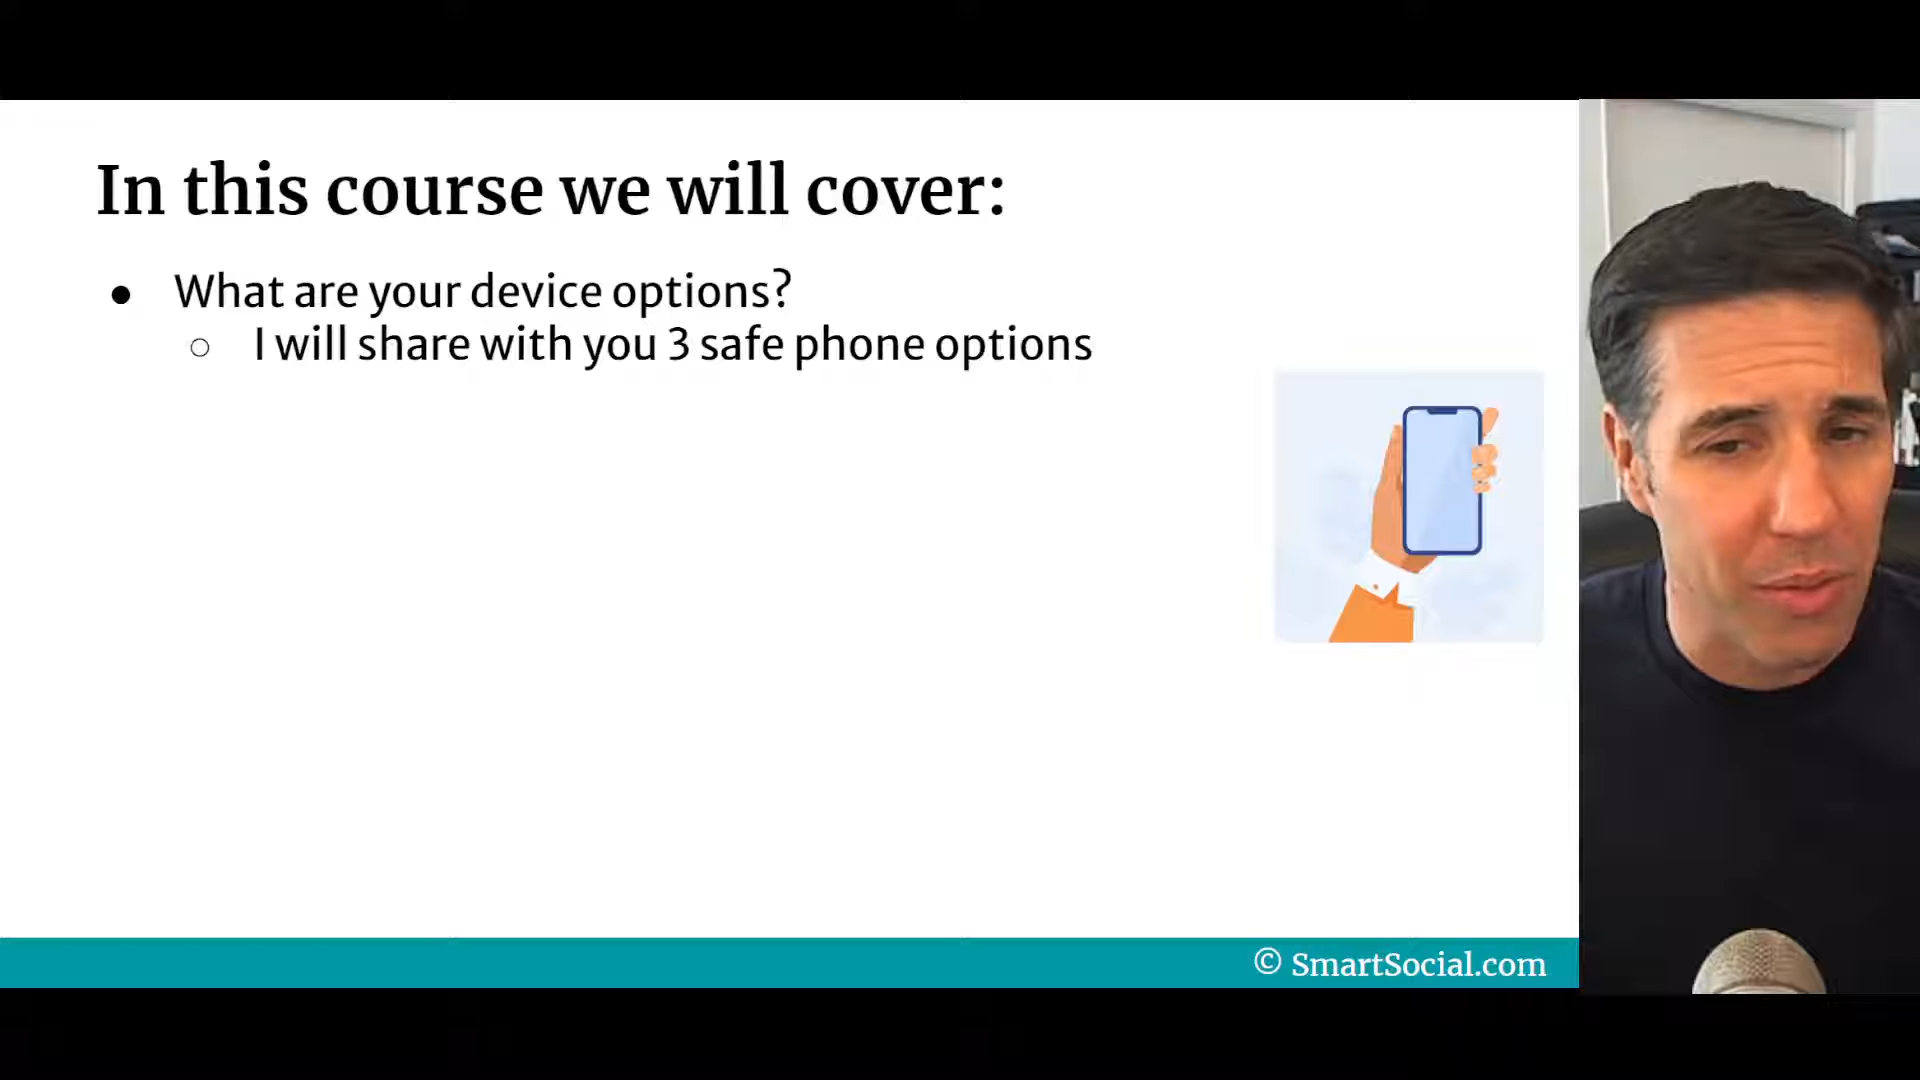 In this course we will cover:
● What are your device options?
○ I will share with you 3 safe phone options
© SmartSocial.com